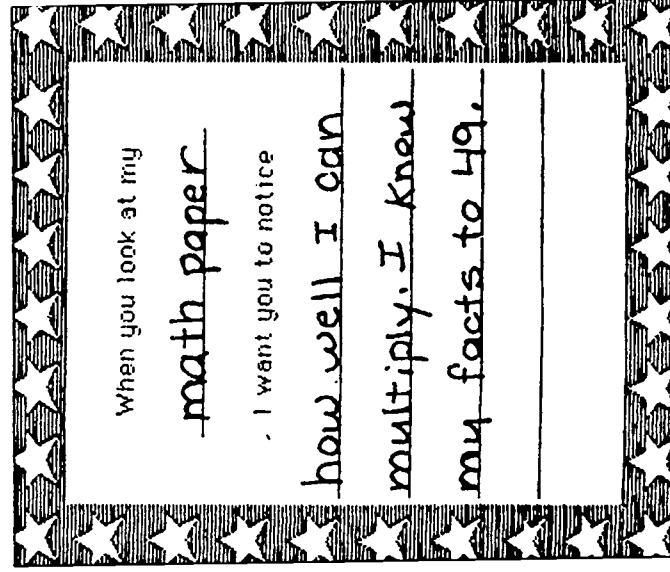 When you look at my
math paper
. I want you to notice
how well I can
multiply. I knew
my facts to 49.